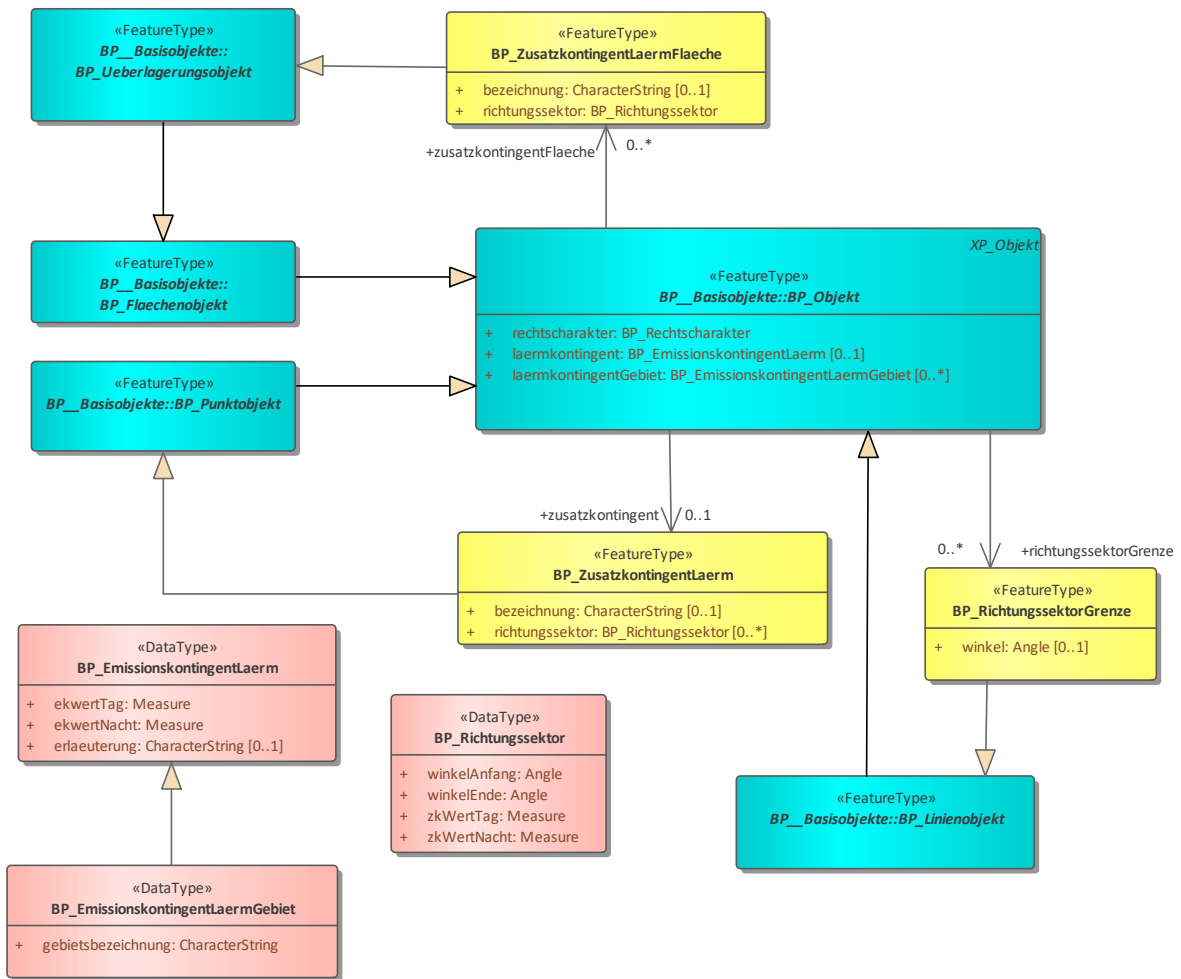 «FeatureType»
BP__Basisobjekte::
BP_Ueberlagerungsobjekt
«FeatureType»
BP_ZusatzkontingentLaermFlaeche
+ bezeichnung: CharacterString [0..1]
+ richtungssektor: BP_Richtungssektor
+zusatzkontingentFlaeche
0..*
«FeatureType»
BP__Basisobjekte::
BP_Flaechenobjekt
XP_Objekt
«FeatureType»
BP__Basisobjekte::BP_Objekt
+ rechtscharakter: BP_Rechtscharakter
+ laermkontingent: BP_EmissionskontingentLaerm [0..1]
+ laermkontingentGebiet: BP_EmissionskontingentLaermGebiet [0..*]
«FeatureType»
BP__Basisobjekte::BP_Punktobjekt
+zusatzkontingent
0..1
0..*
+richtungssektorGrenze
«FeatureType»
BP_ZusatzkontingentLaerm
+ bezeichnung: CharacterString [0..1]
+ richtungssektor: BP_Richtungssektor [0..*]
«FeatureType»
BP_RichtungssektorGrenze
+ winkel: Angle [0..1]
«DataType»
BP_EmissionskontingentLaerm
+ ekwertTag: Measure
+ ekwertNacht: Measure
+ erlaeuterung: CharacterString [0..1]
«DataType»
BP_Richtungssektor
+ winkelAnfang: Angle
+ winkelEnde: Angle
+ zkWertTag: Measure
+ zkWertNacht: Measure
«FeatureType»
BP__Basisobjekte::BP_Linienobjekt
«DataType»
BP_EmissionskontingentLaermGebiet
+ gebietsbezeichnung: CharacterString